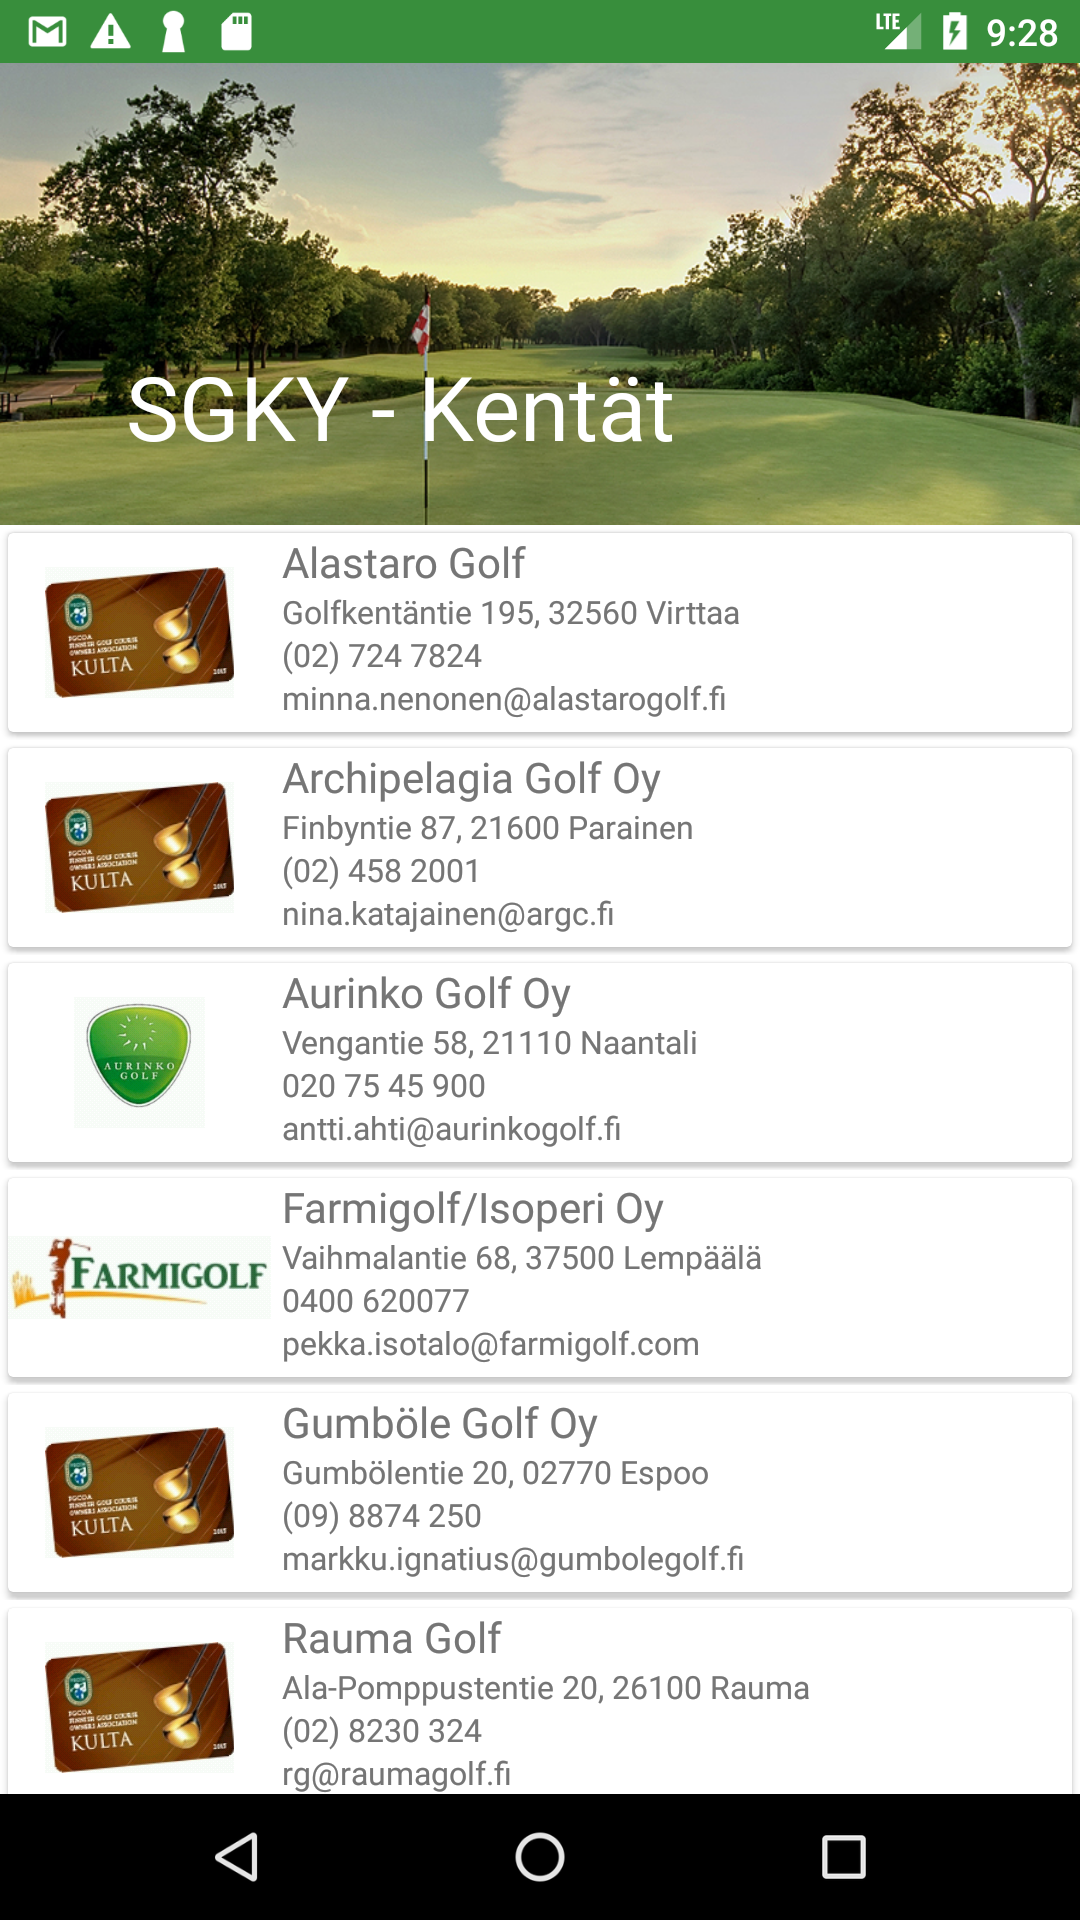 LTE 9:28
SGKY - Kentät
Alastaro Golf
Golfkentäntie 195, 32560 Virttaa
(02) 724 7824
minna.nenonen@alastarogolf.fi
FGCOA
FINNISH GOLF COURSE
OWNERS ASSOCIATION
KULTA
Archipelagia Golf Oy
Finbyntie 87, 21600 Parainen
(02) 458 2001
nina.katajainen@argc.fi
FGCOA
FINNISH GOLF COURSE
OWNERS ASSOCIATION
KULTA
Aurinko Golf Oy
Vengantie 58, 21110 Naantali
020 75 45 900
antti.ahti@aurinkogolf.fi
AURINKO
GOLF
Farmigolf/Isoperi Oy
Vaihmalantie 68, 37500 Lempäälä
0400 620077
pekka.isotalo@farmigolf.com
FARMIGOLF
Gumböle Golf Oy
Gumbölentie 20, 02770 Espoo
(09) 8874 250
markku.ignatius@gumbolegolf.fi
FGCOA
FINNISH GOLF COURSE
OWNERS ASSOCIATION
KULTA
Rauma Golf
Ala-Pomppustentie 20, 26100 Rauma
(02) 8230 324
rg@raumagolf.fi
FGCOA
FINNISH GOLF COURSE
OWNERS ASSOCIATION
KULTA